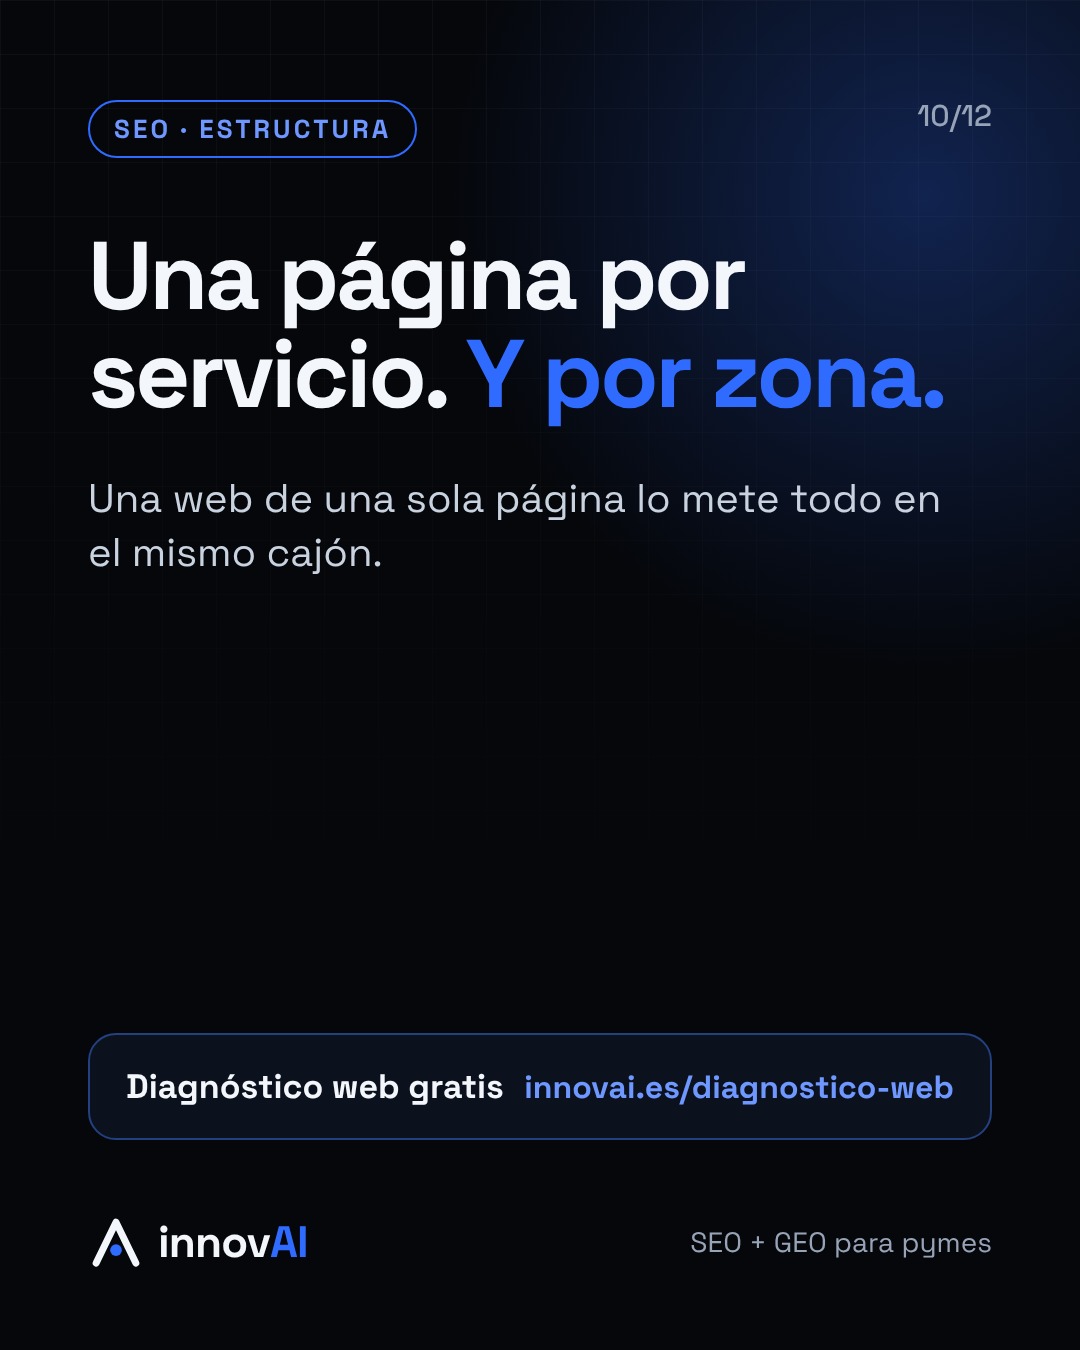 SEO · ESTRUCTURA
10/12
Una página por
servicio. Y por zona.
Una web de una sola página lo mete todo en
el mismo cajón.
Diagnóstico web gratis innovai.es/diagnostico-web
innovAI
SEO + GEO para pymes